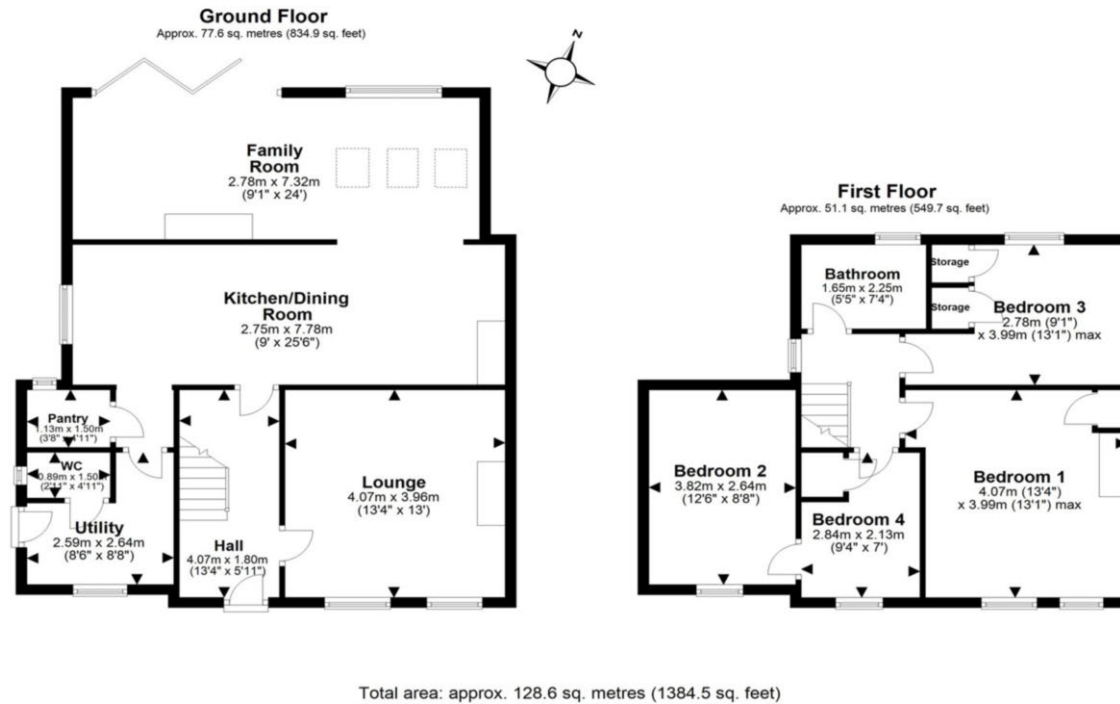 Ground Floor
Approx. 77.6 sq. metres (834.9 sq. feet)
N
Family
Room
2.78m x 7.32m
(9'1" x 24')
Kitchen/Dining
Room
2.75m x 7.78m
(9' x 25'6")
Pantry
1.13m x 1.50m
(3'8" x 4'11")
WC
0.89m x 1.50m
(2'11" x 4'11")
Utility
2.59m x 2.64m
(8'6" x 8'8")
Hall
4.07m x 1.80m
(13'4" x 5'11")
Lounge
4.07m x 3.96m
(13'4" x 13')
First Floor
Approx. 51.1 sq. metres (549.7 sq. feet)
Bathroom
1.65m x 2.25m
(5'5" x 7'4")
Storage
Storage
Bedroom 3
2.78m (9'1")
x 3.99m (13'1") max
Bedroom 2
3.82m x 2.64m
(12'6" x 8'8")
Bedroom 4
2.84m x 2.13m
(9'4" x 7')
Bedroom 1
4.07m (13'4")
x 3.99m (13'1") max
Total area: approx. 128.6 sq. metres (1384.5 sq. feet)